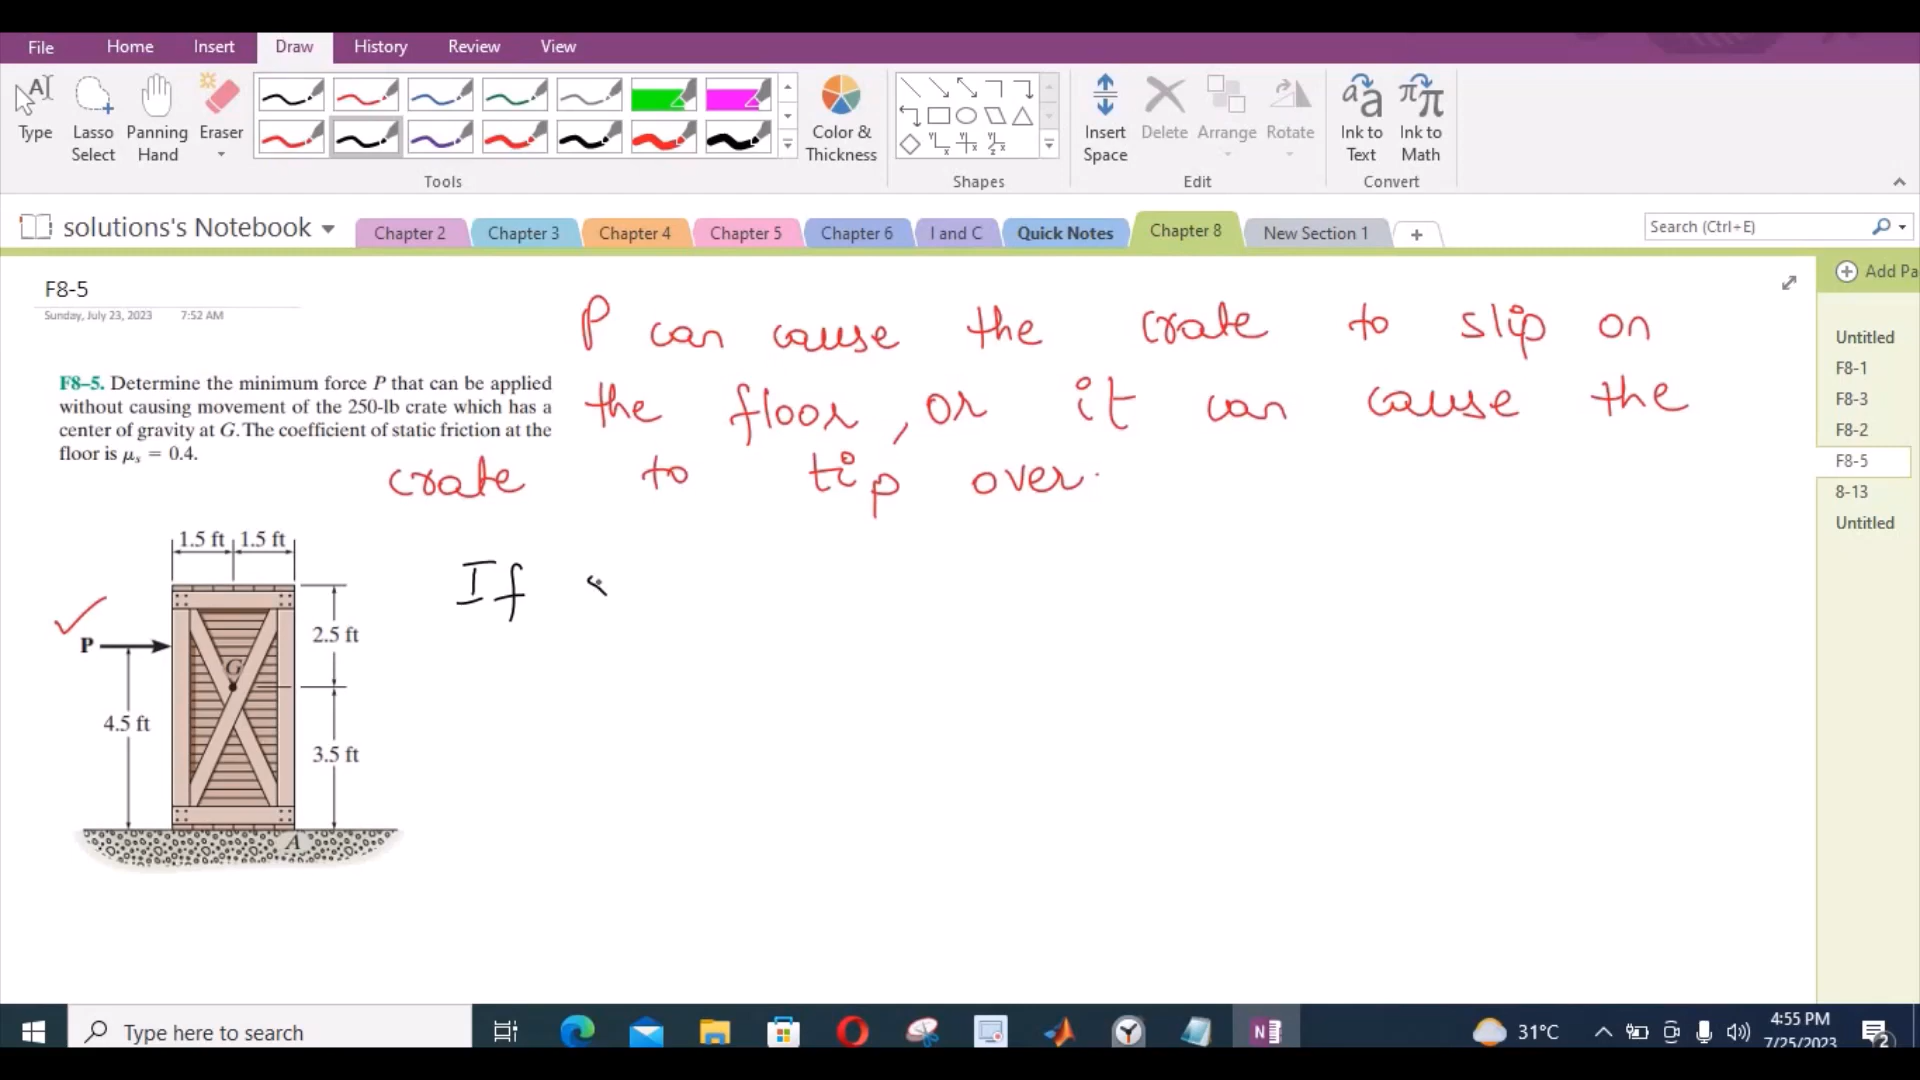 File Home Insert Draw History Review View
Type
Lasso Select
Panning Hand
Eraser
Color & Thickness
Insert Space
Delete
Arrange
Rotate
Ink to Text
Ink to Math
Tools
Shapes
Edit
Convert
solutions's Notebook
Chapter 2 Chapter 3 Chapter 4 Chapter 5 Chapter 6 I and C Quick Notes Chapter 8 New Section 1
Search (Ctrl+E)
Add Pa
Untitled
F8-1
F8-3
F8-2
F8-5
8-13
Untitled
F8-5
Sunday, July 23, 2023 7:52 AM
F8–5. Determine the minimum force P that can be applied
without causing movement of the 250-lb crate which has a
center of gravity at G. The coefficient of static friction at the
floor is μs = 0.4.
P can cause the crate to slip on
the floor, or it can cause the
crate to tip over.
If
1.5 ft 1.5 ft
2.5 ft
P
G
4.5 ft
3.5 ft
A
Type here to search
31°C
4:55 PM
7/25/2023
2